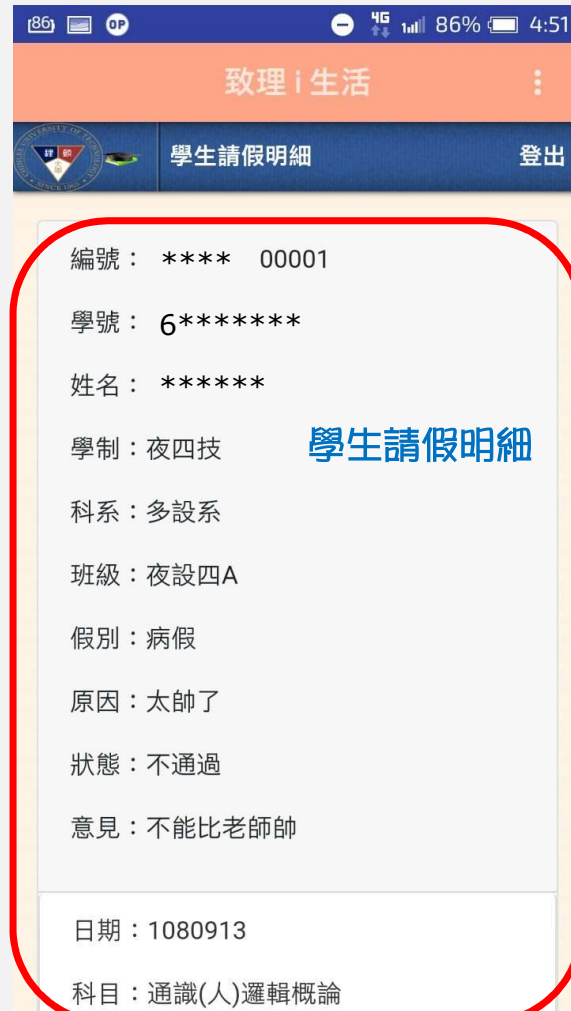 86 OP 4G 86% 4:51
致理 i 生活
學生請假明細 登出
編號： **** 00001
學號： 6*******
姓名： ******
學制：夜四技
學生請假明細
科系：多設系
班級：夜設四A
假別：病假
原因：太帥了
狀態：不通過
意見：不能比老師帥
日期：1080913
科目：通識(人)邏輯概論